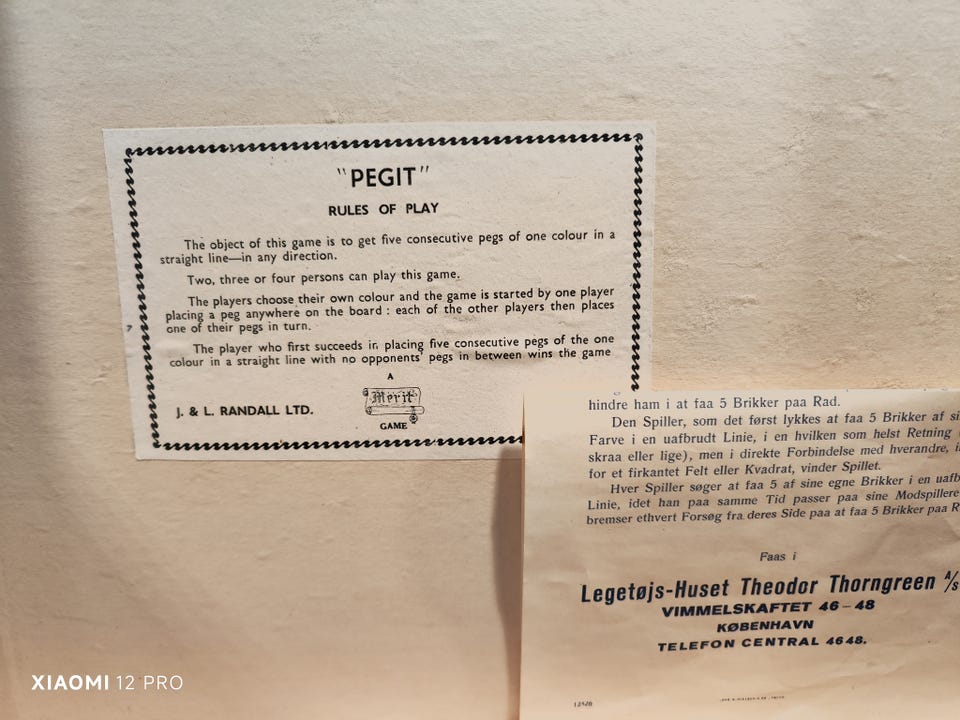 "PEGIT"
RULES OF PLAY
The object of this game is to get five consecutive pegs of one colour in a
straight line—in any direction.
Two, three or four persons can play this game.
The players choose their own colour and the game is started by one player
placing a peg anywhere on the board : each of the other players then places
one of their pegs in turn.
The player who first succeeds in placing five consecutive pegs of the one
colour in a straight line with no opponents' pegs in between wins the game
A
Merit
GAME
J. & L. RANDALL LTD.
hindre ham i at faa 5 Brikker paa Rad.
Den Spiller, som det først lykkes at faa 5 Brikker af
Farve i en uafbrudt Linie, i en hvilken som helst Retning
skraa eller lige), men i direkte Forbindelse med hverandre,
for et firkantet Felt eller Kvadrat, vinder Spillet.
Hver Spiller søger at faa 5 af sine egne Brikker i en
Linie, idet han paa samme Tid passer paa sine
bremser ethvert Forsøg fra deres Side paa at faa 5 Brikker paa
Faas i
Legetøjs-Huset Theodor Thorngreen A/S
VIMMELSKAFTET 46 – 48
KØBENHAVN
TELEFON CENTRAL 4648.
XIAOMI 12 PRO